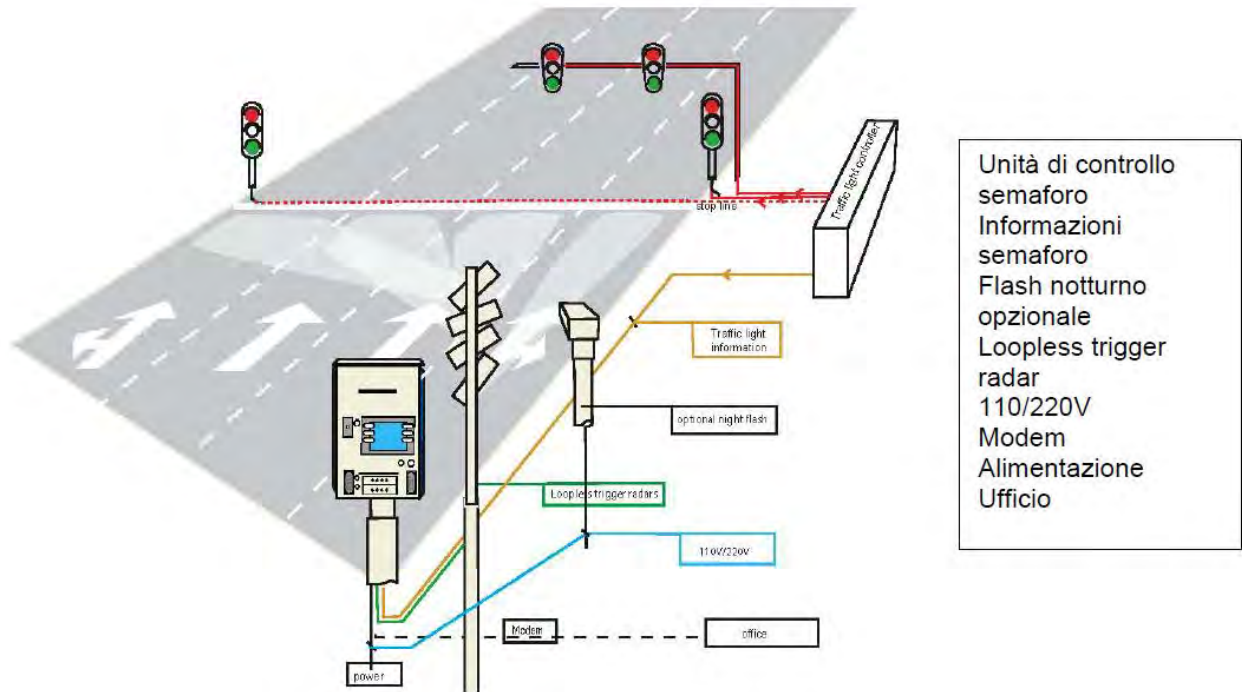 Traffic light controller
stop line
Traffic light
information
optional night flash
Loopless trigger radars
110V/220V
Modem
office
power
Unità di controllo
semaforo
Informazioni
semaforo
Flash notturno
opzionale
Loopless trigger
radar
110/220V
Modem
Alimentazione
Ufficio